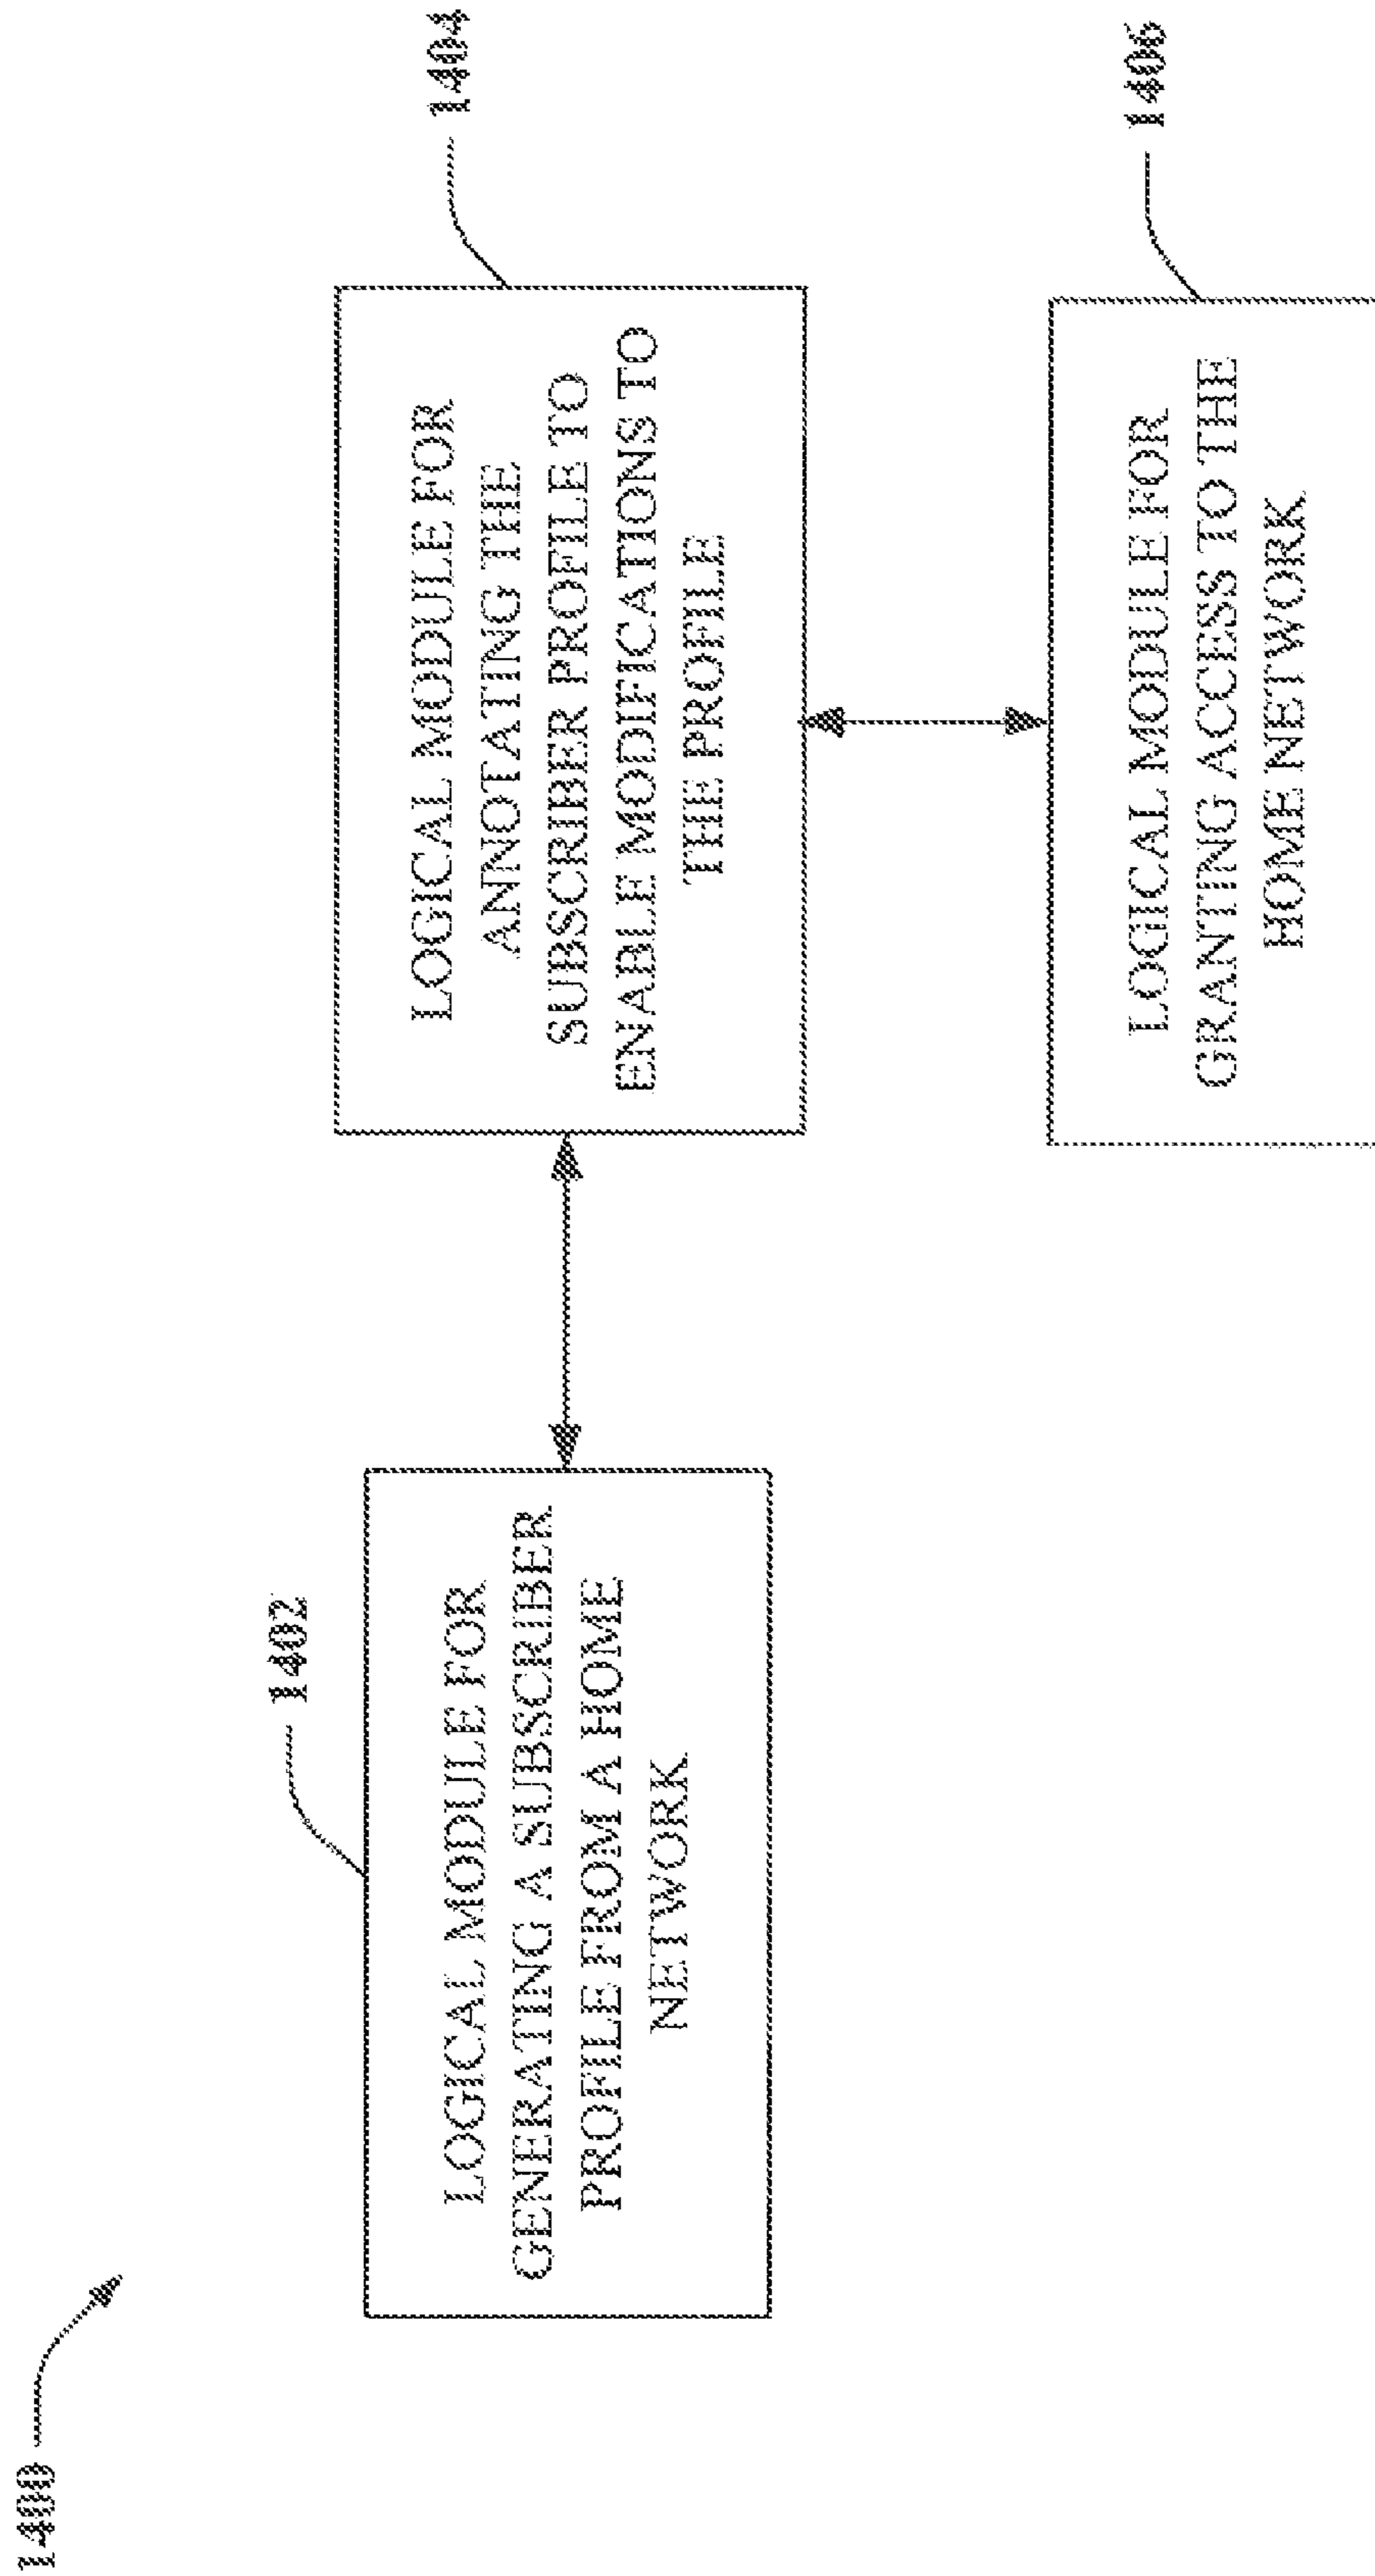 1400
1402
LOGICAL MODULE FOR
GENERATING A SUBSCRIBER
PROFILE FROM A HOME
NETWORK
1404
LOGICAL MODULE FOR
ANNOTATING THE
SUBSCRIBER PROFILE TO
ENABLE MODIFICATIONS TO
THE PROFILE
1406
LOGICAL MODULE FOR
GRANTING ACCESS TO THE
HOME NETWORK